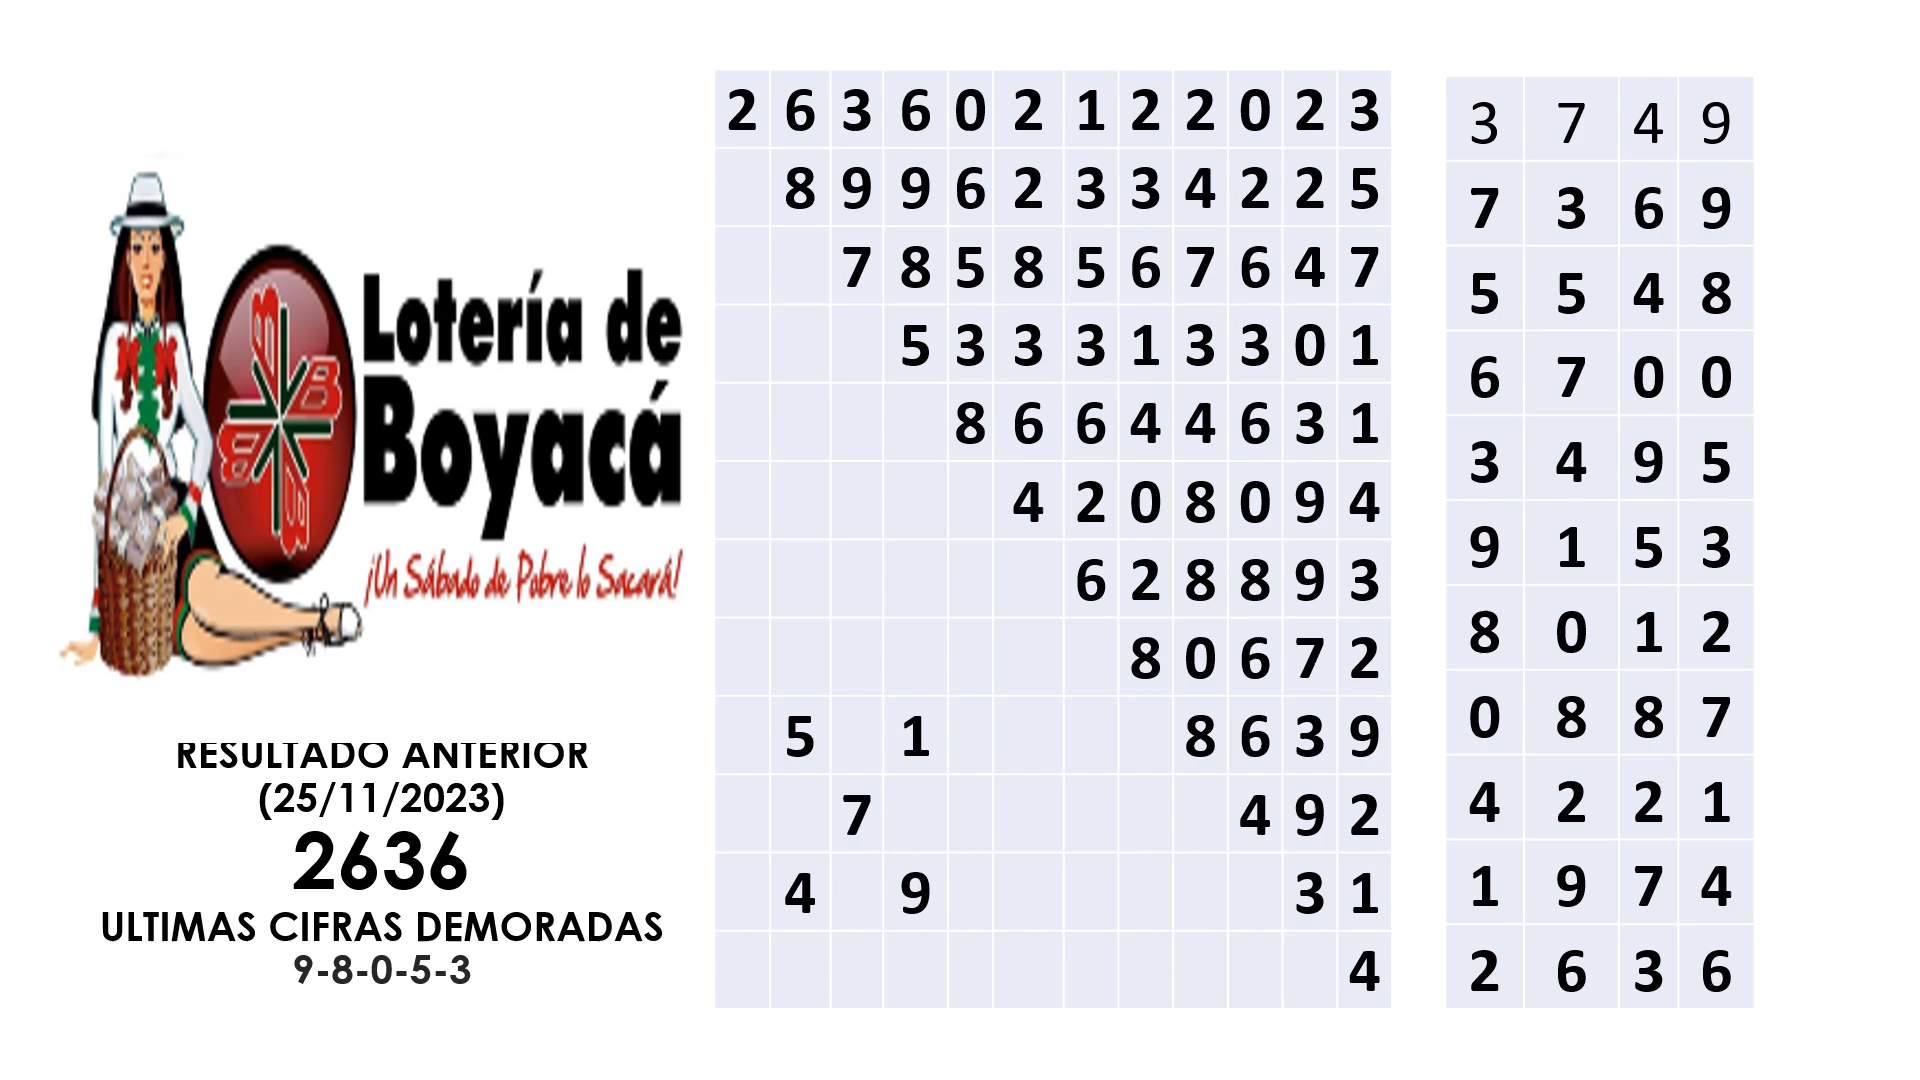 Lotería de
Boyacá
¡Un Sábado de Pobre lo Sacará!
RESULTADO ANTERIOR
(25/11/2023)
2636
ULTIMAS CIFRAS DEMORADAS
9-8-0-5-3
2 6 3 6 0 2 1 2 2 0 2 3
8 9 9 6 2 3 3 4 2 2 5
7 8 5 8 5 6 7 6 4 7
5 3 3 3 1 3 3 0 1
8 6 6 4 4 6 3 1
4 2 0 8 0 9 4
6 2 8 8 9 3
8 0 6 7 2
5 1 8 6 3 9
7 4 9 2
4 9 3 1
4
3 7 4 9
7 3 6 9
5 5 4 8
6 7 0 0
3 4 9 5
9 1 5 3
8 0 1 2
0 8 8 7
4 2 2 1
1 9 7 4
2 6 3 6